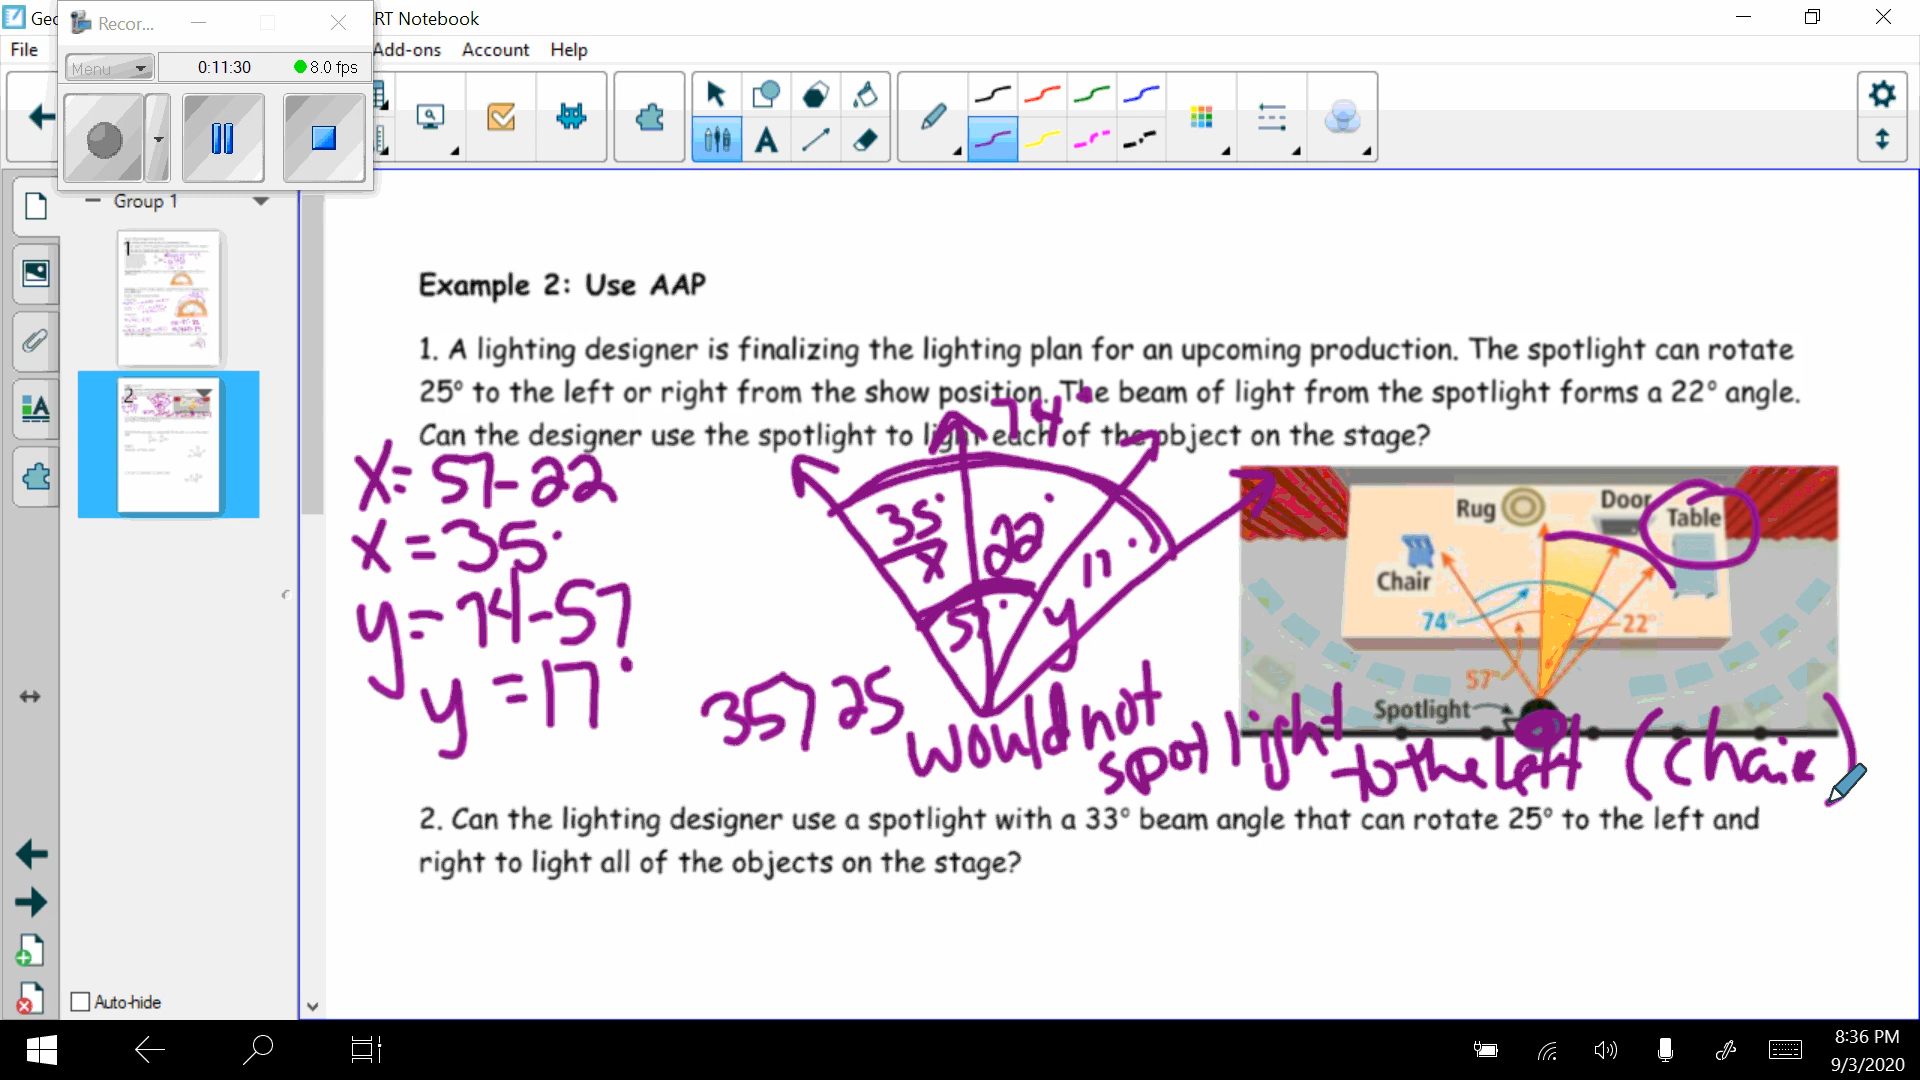 Geo
Recor...
RT Notebook
File
Add-ons
Account
Help
Menu
0:11:30
8.0 fps
Group 1
1
2
Example 2: Use AAP
1. A lighting designer is finalizing the lighting plan for an upcoming production. The spotlight can rotate
25° to the left or right from the show position. The beam of light from the spotlight forms a 22° angle.
Can the designer use the spotlight to light each of the object on the stage?
x = 57-22
x = 35°
y = 74-57
y = 17°
74°
35°
x
22°
17°
57°
y
35>25
would not
spotlight
to the left (chair)
Rug
Door
Table
Chair
74°
22°
57°
Spotlight
2. Can the lighting designer use a spotlight with a 33° beam angle that can rotate 25° to the left and
right to light all of the objects on the stage?
Auto-hide
8:36 PM
9/3/2020